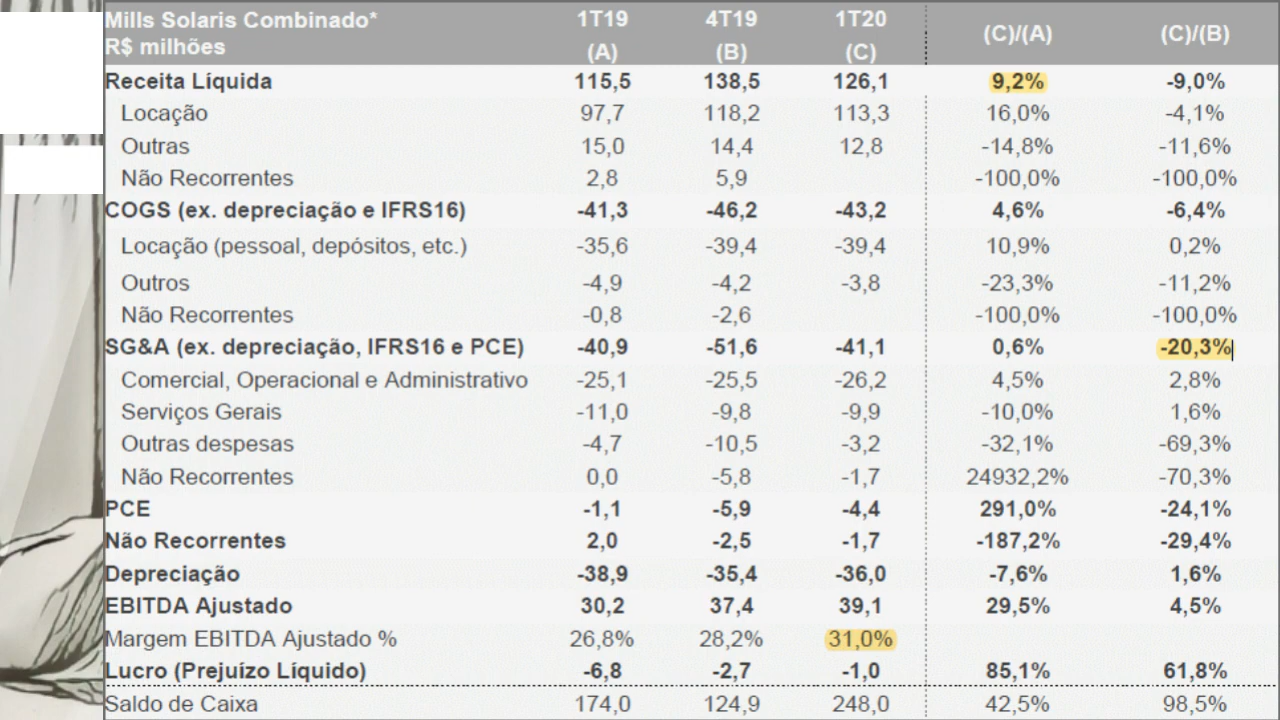 Mills Solaris Combinado* 1T19 4T19 1T20 (C)/(A) (C)/(B)
R$ milhões (A) (B) (C)
Receita Líquida 115,5 138,5 126,1 9,2% -9,0%
Locação 97,7 118,2 113,3 16,0% -4,1%
Outras 15,0 14,4 12,8 -14,8% -11,6%
Não Recorrentes 2,8 5,9 -100,0% -100,0%
COGS (ex. depreciação e IFRS16) -41,3 -46,2 -43,2 4,6% -6,4%
Locação (pessoal, depósitos, etc.) -35,6 -39,4 -39,4 10,9% 0,2%
Outros -4,9 -4,2 -3,8 -23,3% -11,2%
Não Recorrentes -0,8 -2,6 -100,0% -100,0%
SG&A (ex. depreciação, IFRS16 e PCE) -40,9 -51,6 -41,1 0,6% -20,3%
Comercial, Operacional e Administrativo -25,1 -25,5 -26,2 4,5% 2,8%
Serviços Gerais -11,0 -9,8 -9,9 -10,0% 1,6%
Outras despesas -4,7 -10,5 -3,2 -32,1% -69,3%
Não Recorrentes 0,0 -5,8 -1,7 24932,2% -70,3%
PCE -1,1 -5,9 -4,4 291,0% -24,1%
Não Recorrentes 2,0 -2,5 -1,7 -187,2% -29,4%
Depreciação -38,9 -35,4 -36,0 -7,6% 1,6%
EBITDA Ajustado 30,2 37,4 39,1 29,5% 4,5%
Margem EBITDA Ajustado % 26,8% 28,2% 31,0%
Lucro (Prejuízo Líquido) -6,8 -2,7 -1,0 85,1% 61,8%
Saldo de Caixa 174,0 124,9 248,0 42,5% 98,5%